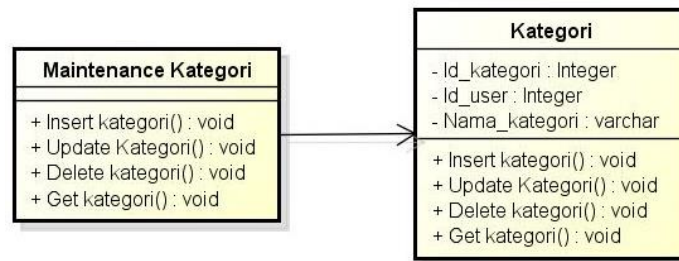 Maintenance Kategori
+ Insert kategori() : void
+ Update Kategori() : void
+ Delete kategori() : void
+ Get kategori() : void
Kategori
- Id_kategori : Integer
- Id_user : Integer
- Nama_kategori : varchar
+ Insert kategori() : void
+ Update Kategori() : void
+ Delete kategori() : void
+ Get kategori() : void